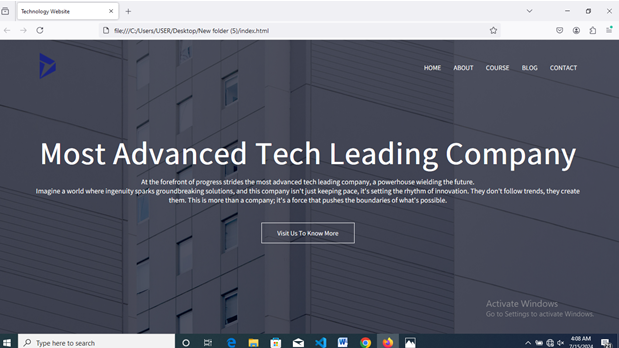 Technology Website
file:///C:/Users/USER/Desktop/New folder (5)/index.html
HOME ABOUT COURSE BLOG CONTACT
Most Advanced Tech Leading Company
At the forefront of progress strides the most advanced tech leading company, a powerhouse wielding the future.
Imagine a world where ingenuity sparks groundbreaking solutions, and this company isn't just keeping pace, it's setting the rhythm of innovation. They don't follow trends, they create
them. This is more than a company; it's a force that pushes the boundaries of what's possible.
Visit Us To Know More
Activate Windows
Go to Settings to activate Windows.
Type here to search
4:08 AM
7/15/2024